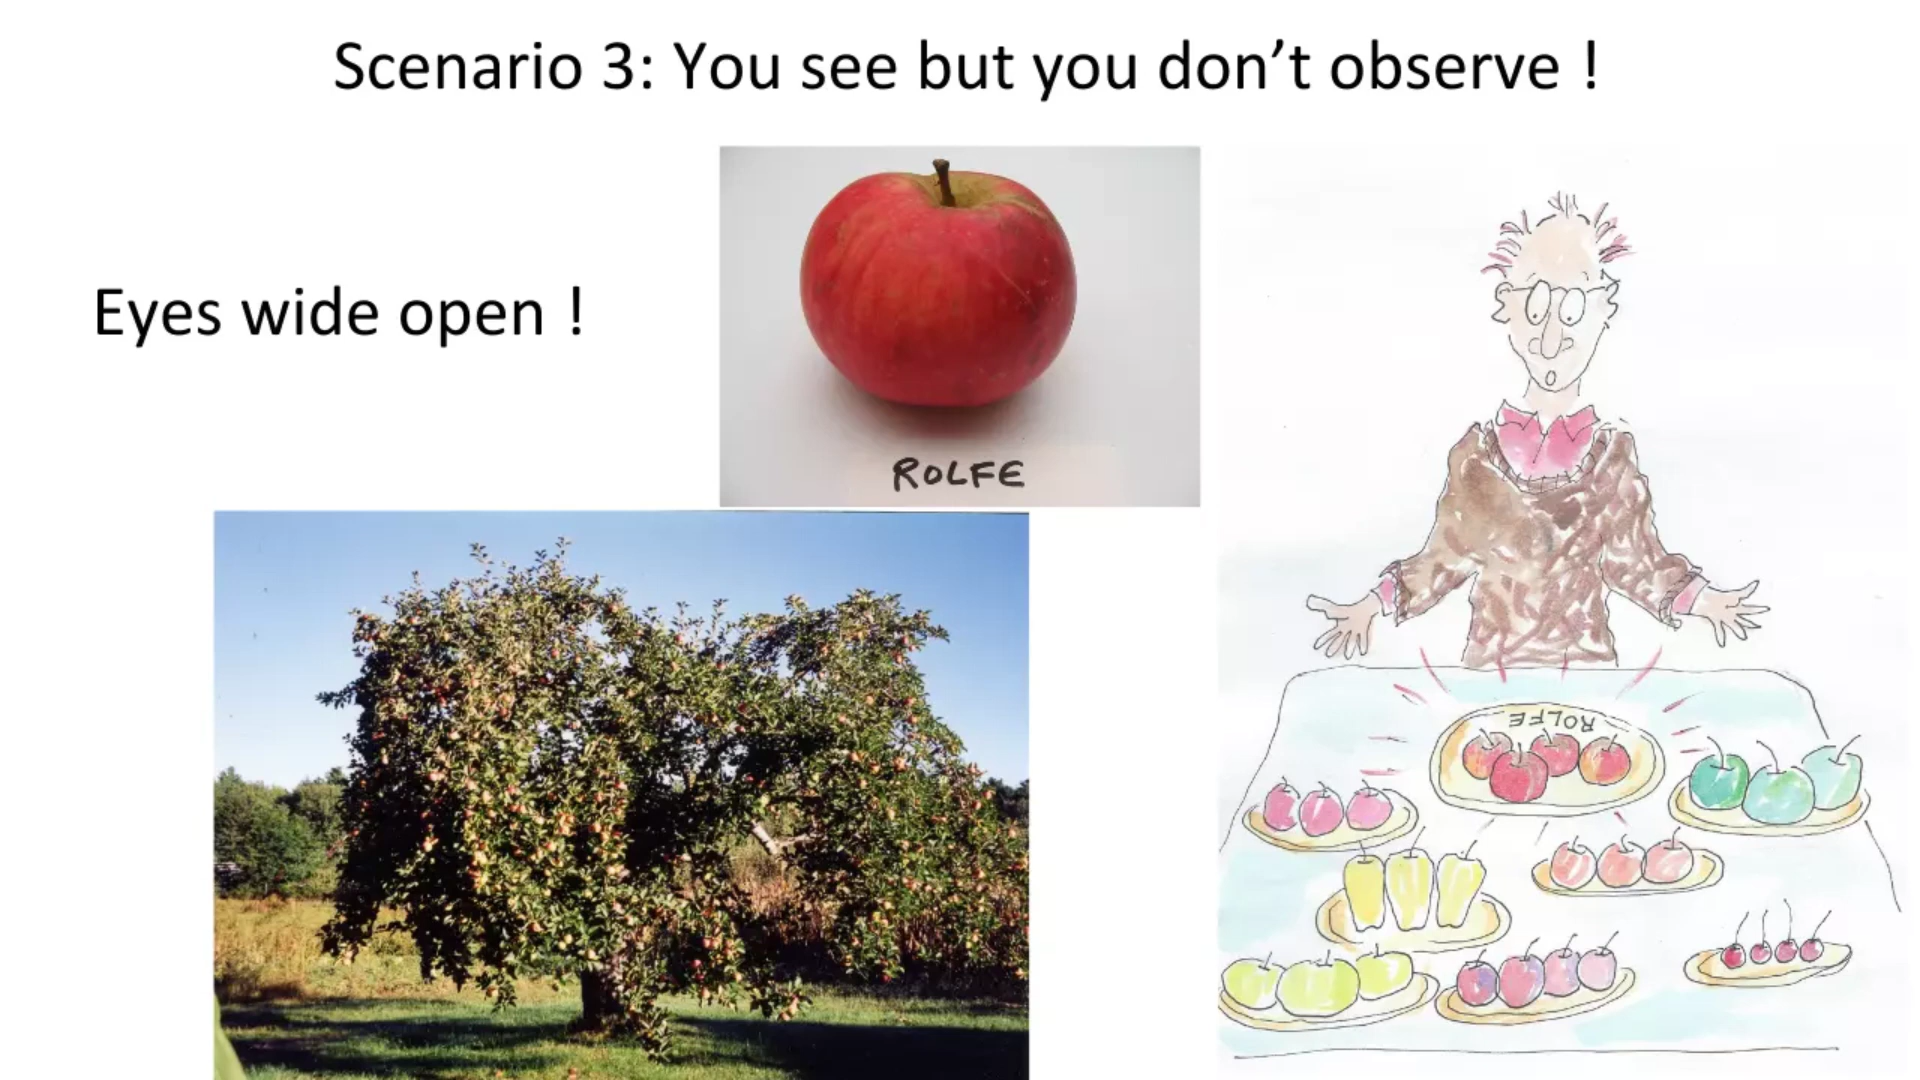 Scenario 3: You see but you don’t observe !
Eyes wide open !
ROLFE
ROLFE